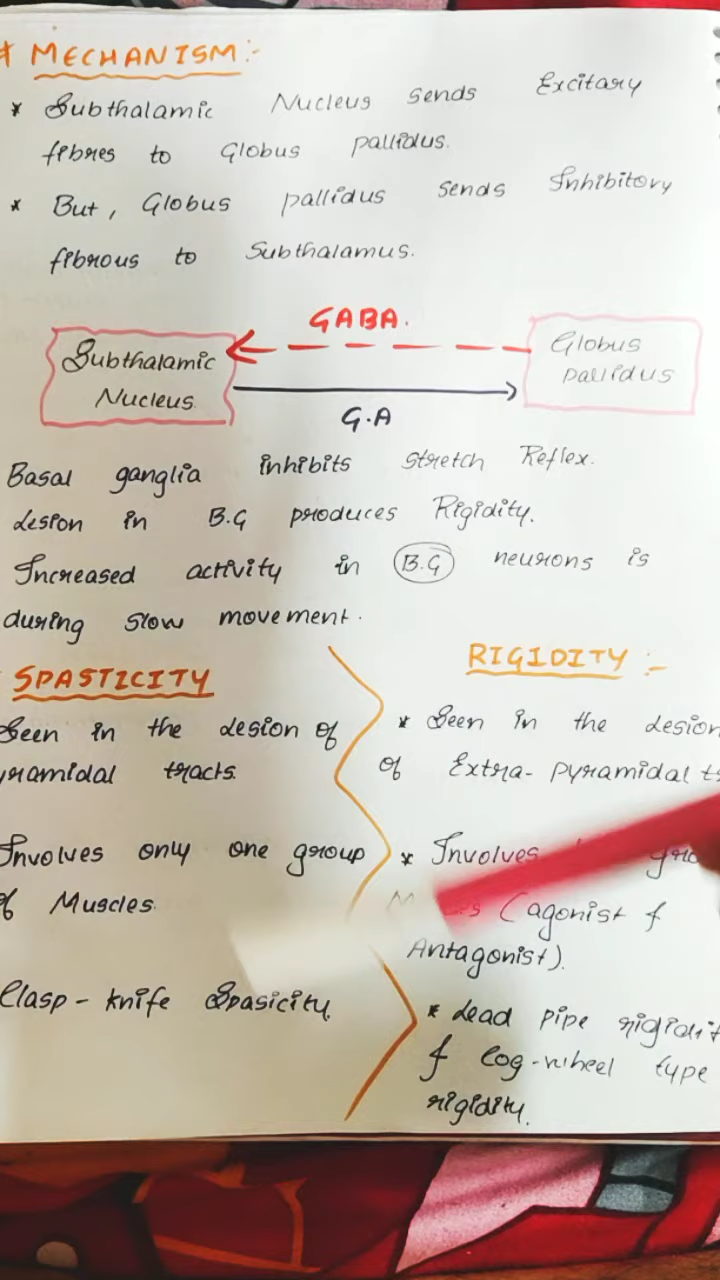 # MECHANISM:-
* Subthalamic Nucleus sends Excitary
fibres to Globus pallidus.
* But, Globus pallidus sends Inhibitory
fibrous to Subthalamus.
GABA.
Subthalamic
Nucleus.
Globus
pallidus
G.A
Basal ganglia inhibits stretch Reflex.
Lesion in B.G produces Rigidity.
Increased activity in B.G neurons is
during slow movement.
SPASTICITY
Seen in the Lesion of
yramidal tracts.
Involves only one group
of Muscles.
Clasp-knife Spasicity.
RIGIDITY :-
* Seen in the Lesion
of Extra-pyramidal t
* Involves
(agonist &
Antagonist).
* Lead pipe rigidit
& Cog-wheel type
rigidity.